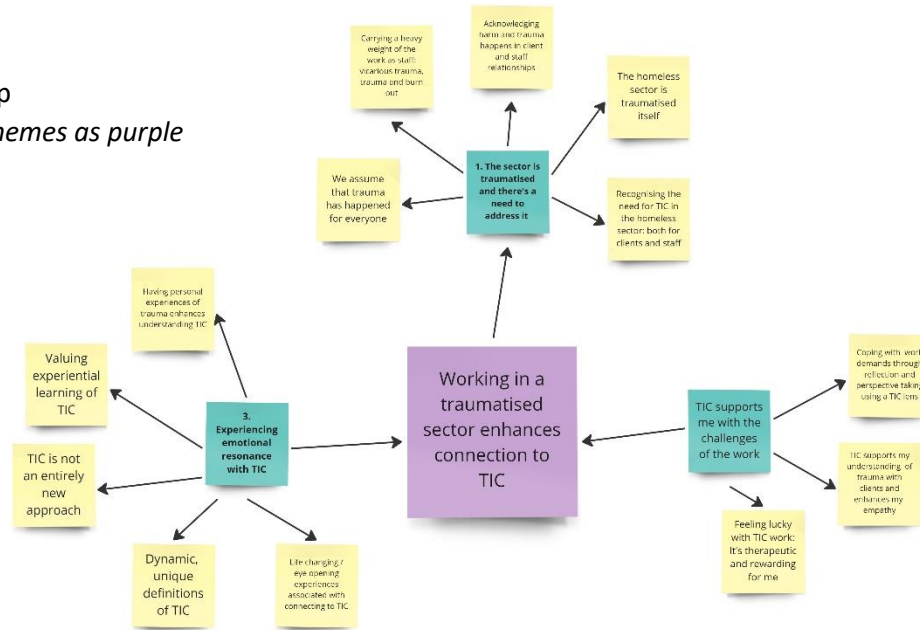 p
hemes as purple
Carrying a heavy
weight of the
work as staff:
vicarious trauma,
trauma and burn
out
Acknowledging
harm and trauma
happens in client
and staff
relationships
The homeless
sector is
traumatised
itself
We assume
that trauma
has happened
for everyone
1. The sector is
traumatised
and there's a
need to
address it
Recognising the
need for TIC in
the homeless
sector: both for
clients and staff
Having personal
experiences of
trauma enhances
understanding TIC
Valuing
experiential
learning of
TIC
3.
Experiencing
emotional
resonance
with TIC
TIC is not
an entirely
new
approach
Dynamic,
unique
definitions
of TIC
Life changing /
eye opening
experiences
associated with
connecting to TIC
Working in a
traumatised
sector enhances
connection to
TIC
TIC supports
me with the
challenges
of the work
Coping with work
demands through
reflection and
perspective taking
using a TIC lens
TIC supports my
understanding of
trauma with
clients and
enhances my
empathy
Feeling lucky
with TIC work:
It's therapeutic
and rewarding
for me